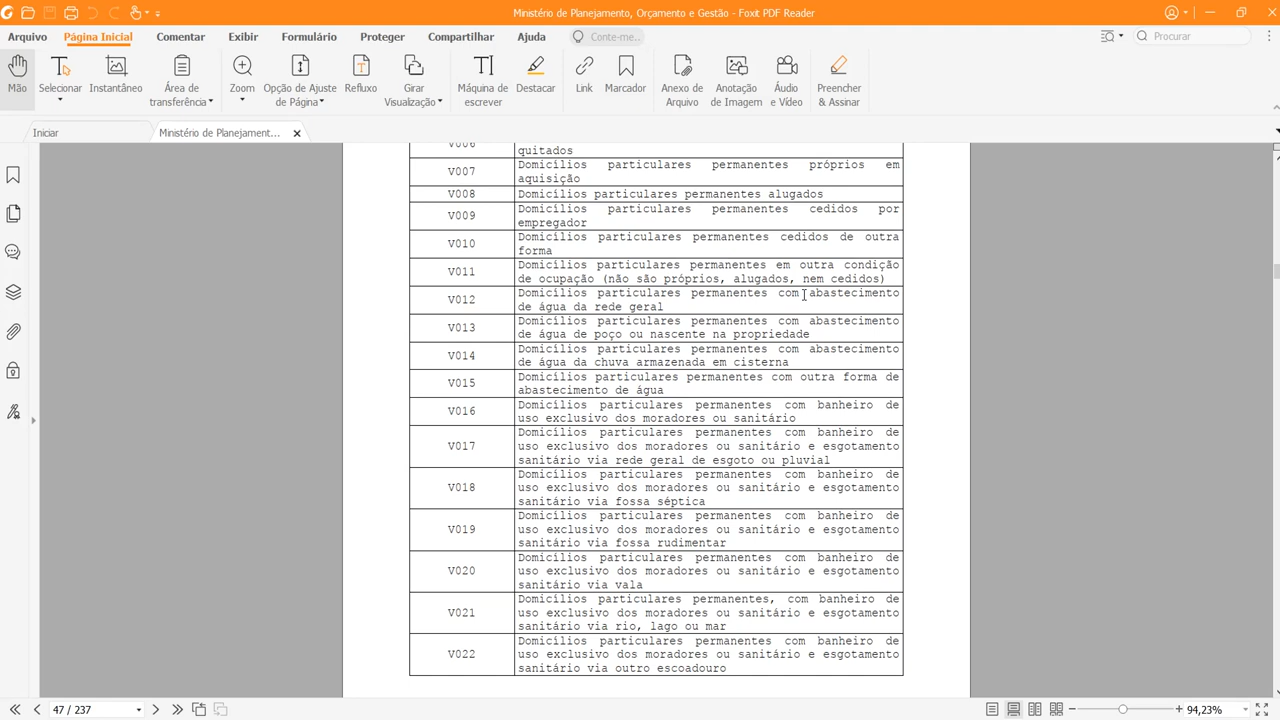 Ministério de Planejamento, Orçamento e Gestão - Foxit PDF Reader
Arquivo Página Inicial Comentar Exibir Formulário Proteger Compartilhar Ajuda Conte-me... Procurar
Mão Selecionar Instantâneo Área de transferência Zoom Opção de Ajuste de Página Refluxo Girar Visualização Máquina de escrever Destacar Link Marcador Anexo de Arquivo Anotação de Imagem Áudio e Vídeo Preencher & Assinar
Iniciar Ministério de Planejament...
V006 quitados
V007 Domicílios particulares permanentes próprios em
aquisição
V008 Domicílios particulares permanentes alugados
V009 Domicílios particulares permanentes cedidos por
empregador
V010 Domicílios particulares permanentes cedidos de outra
forma
V011 Domicílios particulares permanentes em outra condição
de ocupação (não são próprios, alugados, nem cedidos)
V012 Domicílios particulares permanentes com abastecimento
de água da rede geral
V013 Domicílios particulares permanentes com abastecimento
de água de poço ou nascente na propriedade
V014 Domicílios particulares permanentes com abastecimento
de água da chuva armazenada em cisterna
V015 Domicílios particulares permanentes com outra forma de
abastecimento de água
V016 Domicílios particulares permanentes com banheiro de
uso exclusivo dos moradores ou sanitário
V017 Domicílios particulares permanentes com banheiro de
uso exclusivo dos moradores ou sanitário e esgotamento
sanitário via rede geral de esgoto ou pluvial
V018 Domicílios particulares permanentes com banheiro de
uso exclusivo dos moradores ou sanitário e esgotamento
sanitário via fossa séptica
V019 Domicílios particulares permanentes com banheiro de
uso exclusivo dos moradores ou sanitário e esgotamento
sanitário via fossa rudimentar
V020 Domicílios particulares permanentes com banheiro de
uso exclusivo dos moradores ou sanitário e esgotamento
sanitário via vala
V021 Domicílios particulares permanentes, com banheiro de
uso exclusivo dos moradores ou sanitário e esgotamento
sanitário via rio, lago ou mar
V022 Domicílios particulares permanentes com banheiro de
uso exclusivo dos moradores ou sanitário e esgotamento
sanitário via outro escoadouro
47 / 237 94,23%